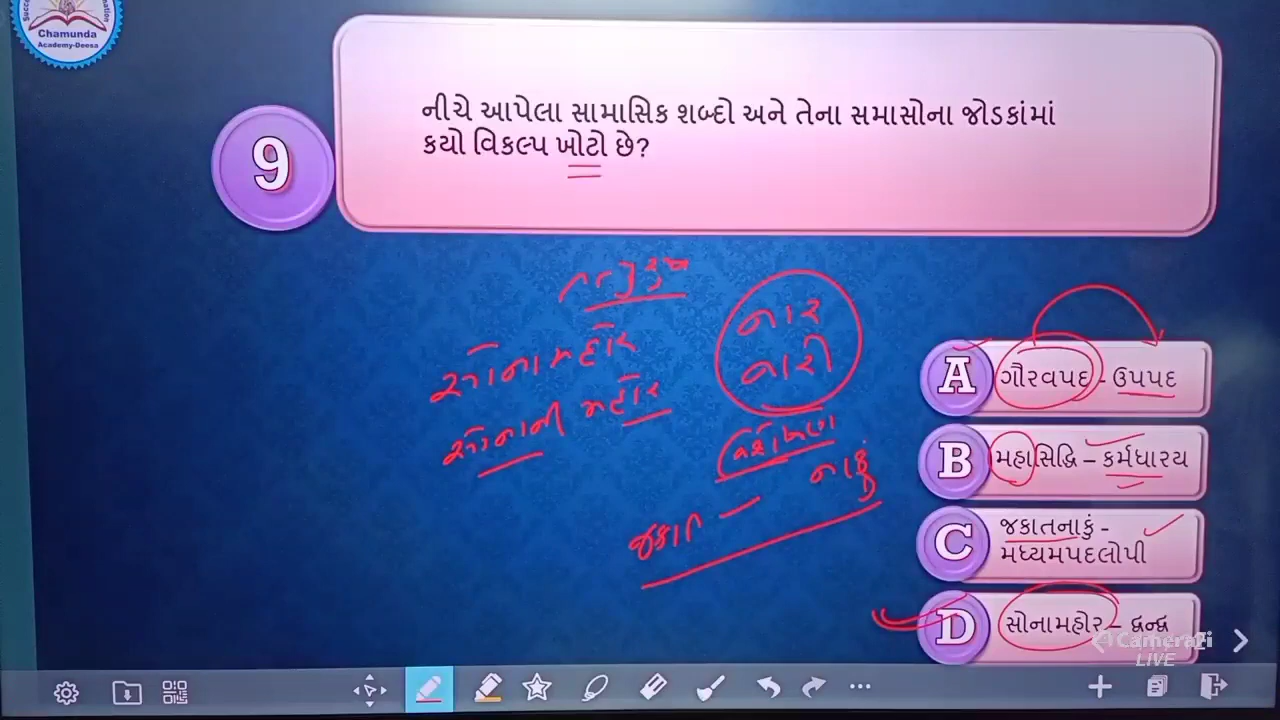 Chamunda
Academy-Deesa
9
નીચે આપેલા સામાસિક શબ્દો અને તેના સમાસોના જોડકાંમાં
કયો વિકલ્પ ખોટો છે?
સોનામહોર
સોનાની મહોર
નાર
નારી
જકાત – નાકું
A ગૌરવપદ - ઉપપદ
B મહાસિદ્ધિ – કર્મધારય
C જકાતનાકું -
મધ્યમપદલોપી
D સોનામહોર – દ્વન્દ્વ
CameraFi
LIVE